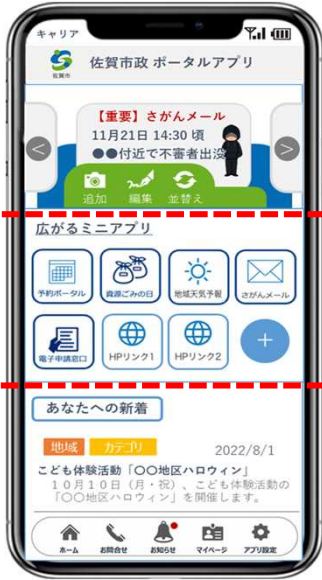 キャリア
佐賀市
佐賀市政 ポータルアプリ
【重要】さがんメール
11月21日 14:30 頃
●●付近で不審者出没
追加 編集 並替え
広がるミニアプリ
予約ポータル 資源ごみの日 地域天気予報 さがんメール
電子申請窓口 HPリンク1 HPリンク2
あなたへの新着
地域 カテゴリ 2022/8/1
こども体験活動「〇〇地区ハロウィン」
10月10日（月・祝）、こども体験活動の
「〇〇地区ハロウィン」を開催します。
ホーム お問合せ お知らせ マイページ アプリ設定